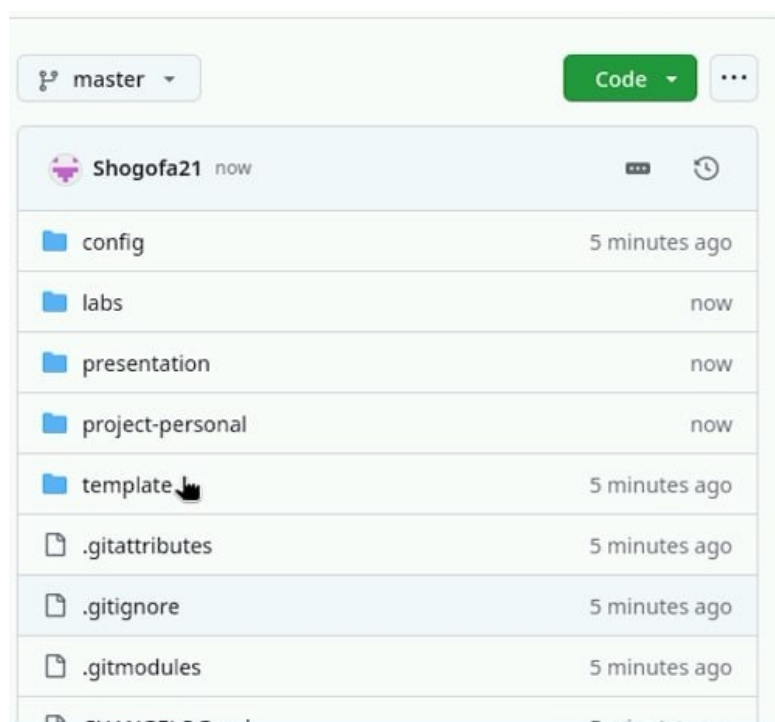 master Code
Shogofa21 now
config 5 minutes ago
labs now
presentation now
project-personal now
template 5 minutes ago
.gitattributes 5 minutes ago
.gitignore 5 minutes ago
.gitmodules 5 minutes ago